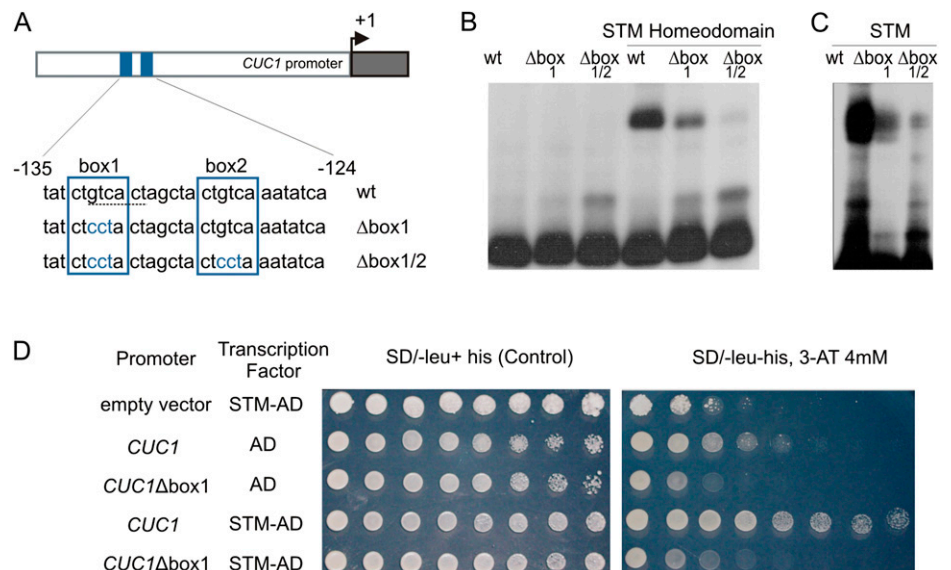 A
+1
CUC1 promoter
-135
box1
box2
-124
tat ctgtca ctagcta ctgtca aatatca wt
tat ctccta ctagcta ctgtca aatatca Δbox1
tat ctccta ctagcta ctccta aatatca Δbox1/2
B
STM Homeodomain
wt Δbox 1 Δbox 1/2 wt Δbox 1 Δbox 1/2
C
STM
wt Δbox 1 Δbox 1/2
D
Promoter
Transcription Factor
SD/-leu+ his (Control)
SD/-leu-his, 3-AT 4mM
empty vector STM-AD
CUC1 AD
CUC1Δbox1 AD
CUC1 STM-AD
CUC1Δbox1 STM-AD